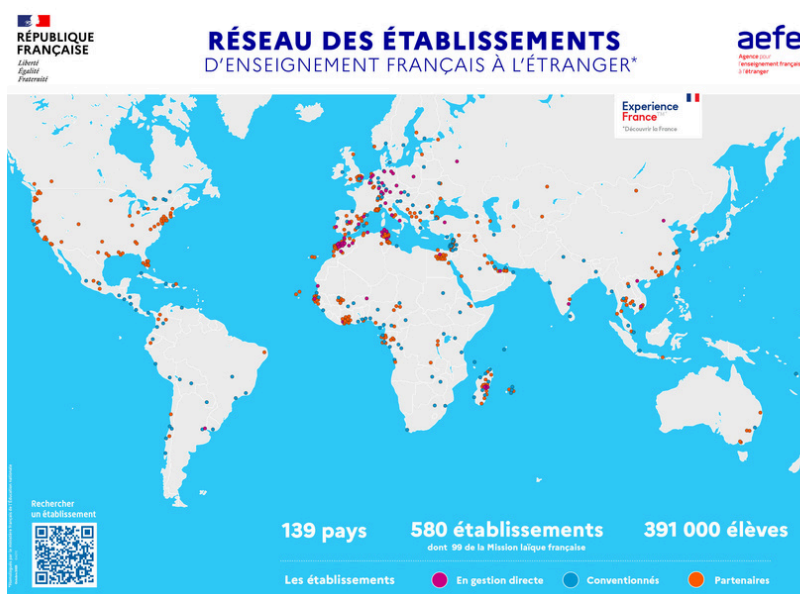 RÉPUBLIQUE
FRANÇAISE
Liberté
Égalité
Fraternité
RÉSEAU DES ÉTABLISSEMENTS
D'ENSEIGNEMENT FRANÇAIS À L'ÉTRANGER*
aefe
Agence pour
l'enseignement français
à l'étranger
Experience
France
*Découvrir la France
Rechercher
un établissement
139 pays
580 établissements
391 000 élèves
dont 99 de la Mission laïque française
Les établissements
En gestion directe
Conventionnés
Partenaires